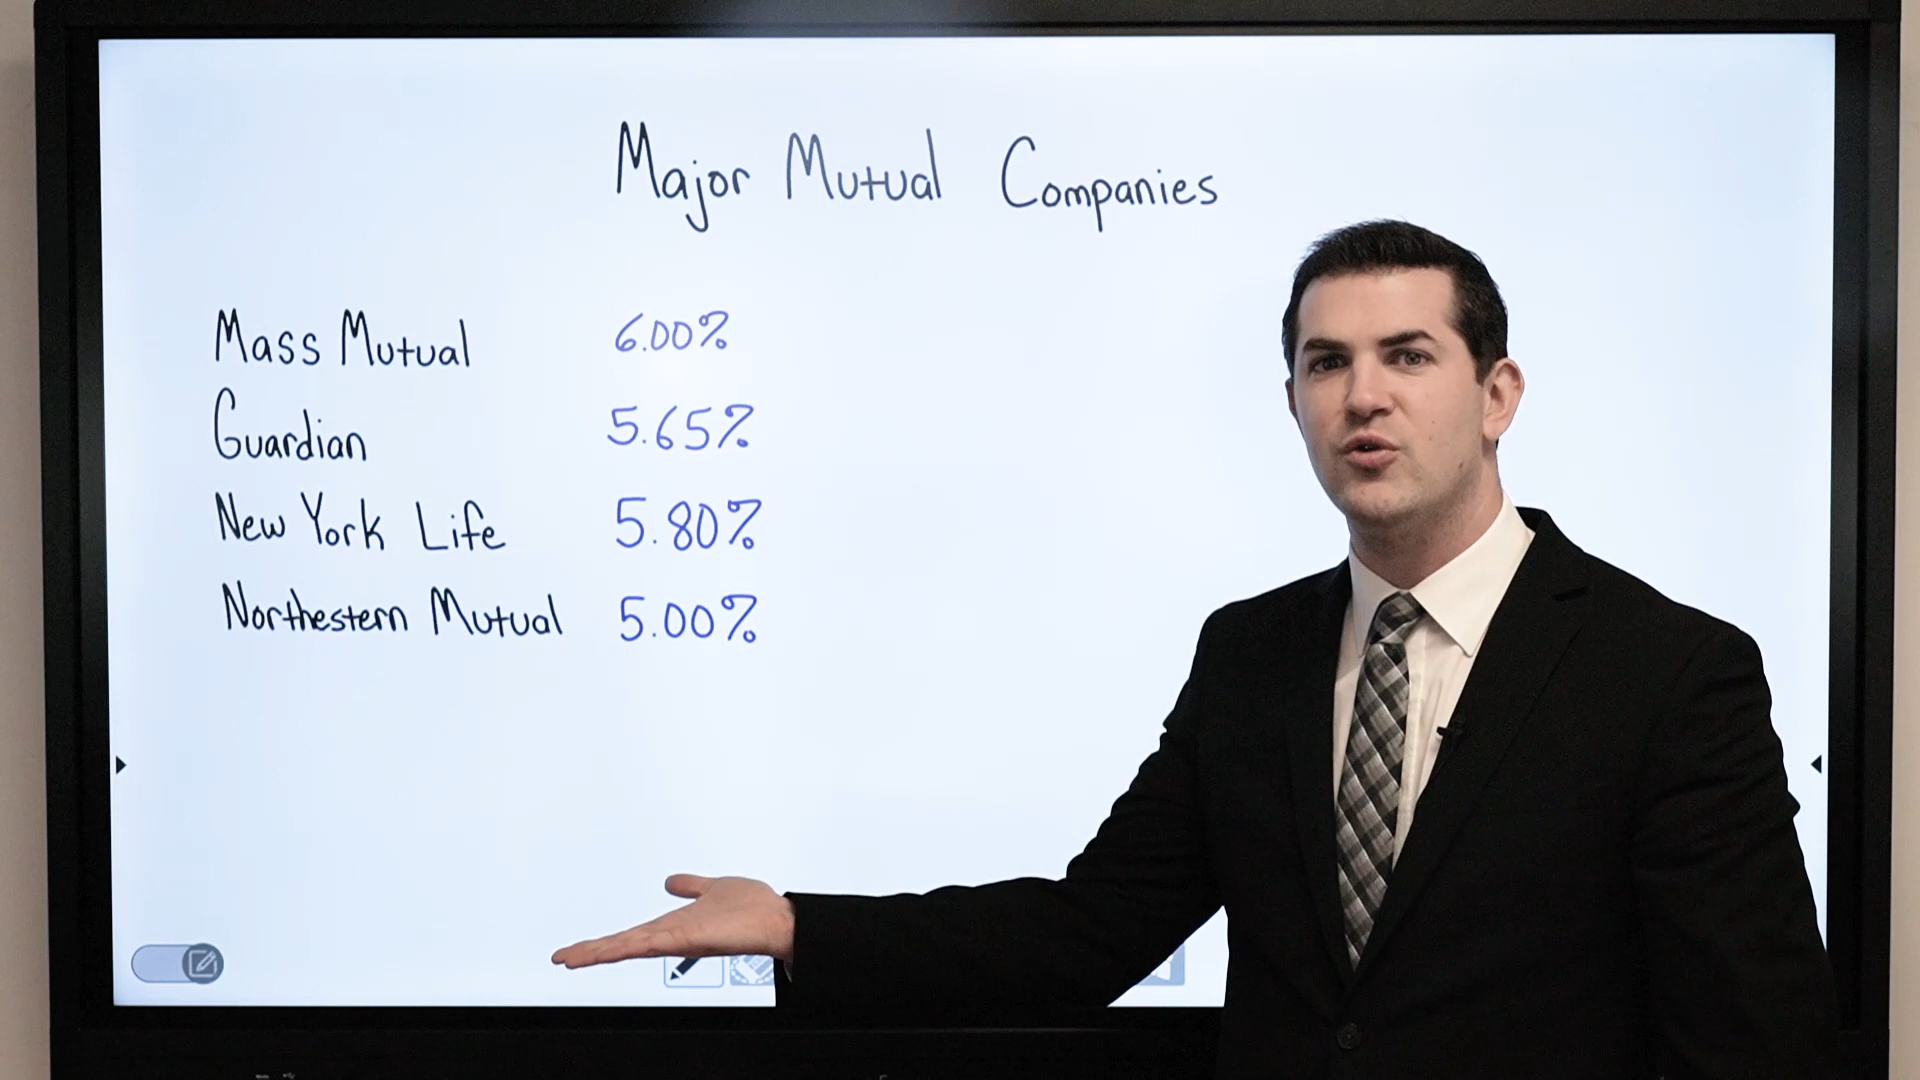 Major Mutual Companies
Mass Mutual 6.00%
Guardian 5.65%
New York Life 5.80%
Northestern Mutual 5.00%